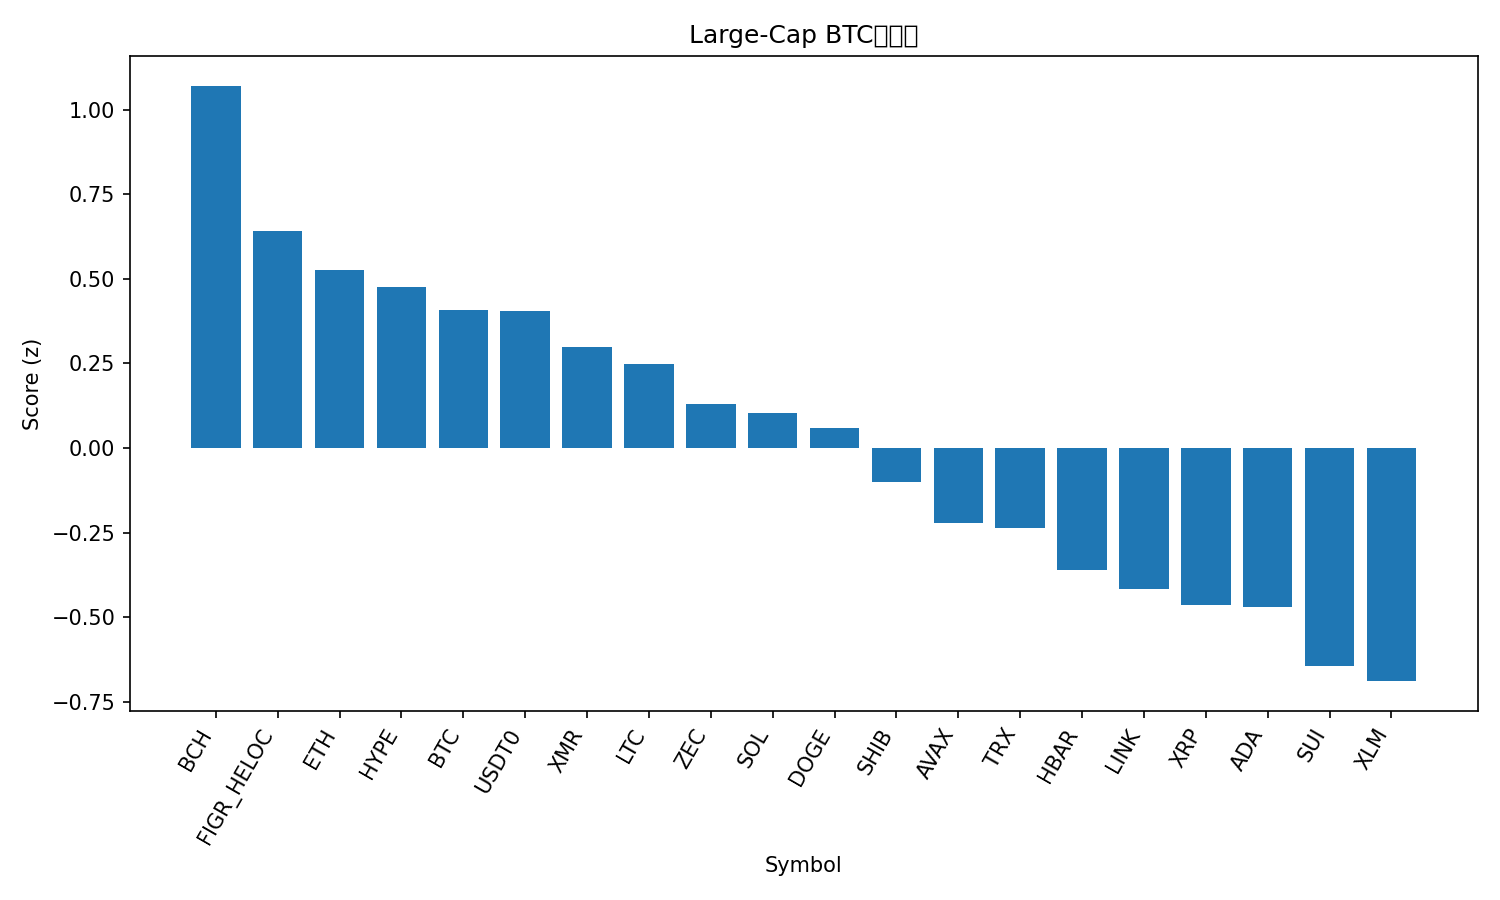 Large-Cap BTC
1.00
0.75
0.50
0.25
0.00
−0.25
−0.50
−0.75
Score (z)
BCH
FIGR_HELOC
ETH
HYPE
BTC
USDT0
XMR
LTC
ZEC
SOL
DOGE
SHIB
AVAX
TRX
HBAR
LINK
XRP
ADA
SUI
XLM
Symbol